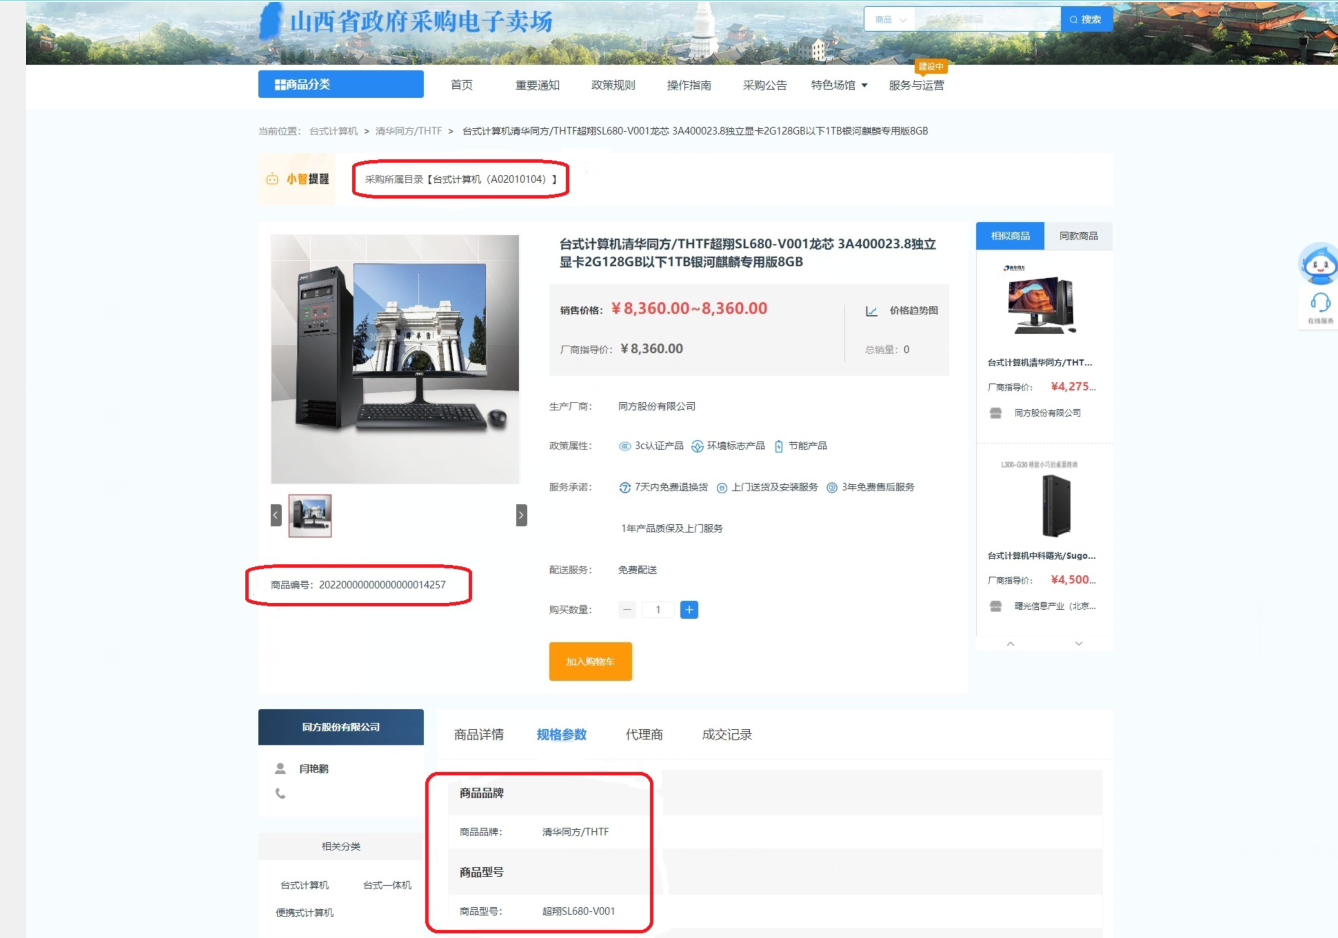 山西省政府采购电子卖场
商品
搜索
商品分类
首页
重要通知
政策规则
操作指南
采购公告
特色场馆
建设中
服务与运营
当前位置： 台式计算机 > 清华同方/THTF > 台式计算机清华同方/THTF超翔SL680-V001龙芯 3A400023.8独立显卡2G128GB以下1TB银河麒麟专用版8GB
小智提醒
采购所属目录【台式计算机（A02010104）】
台式计算机清华同方/THTF超翔SL680-V001龙芯 3A400023.8独立
显卡2G128GB以下1TB银河麒麟专用版8GB
销售价格：￥8,360.00~8,360.00
价格趋势图
厂商指导价：￥8,360.00
总销量：0
生产厂商： 同方股份有限公司
政策属性： 3c认证产品 环境标志产品 节能产品
服务承诺： 7天内免费退换货 上门送货及安装服务 3年免费售后服务
1年产品质保及上门服务
商品编号：20220000000000000014257
配送服务： 免费配送
购买数量： － 1 +
加入购物车
相似商品
同款商品
台式计算机清华同方/THT...
厂商指导价： ¥4,275...
同方股份有限公司
台式计算机中科曙光/Sugo...
厂商指导价： ¥4,500...
曙光信息产业（北京...
在线服务
同方股份有限公司
闫艳鹏
相关分类
台式计算机 台式一体机
便携式计算机
商品详情
规格参数
代理商
成交记录
商品品牌
商品品牌： 清华同方/THTF
商品型号
商品型号： 超翔SL680-V001